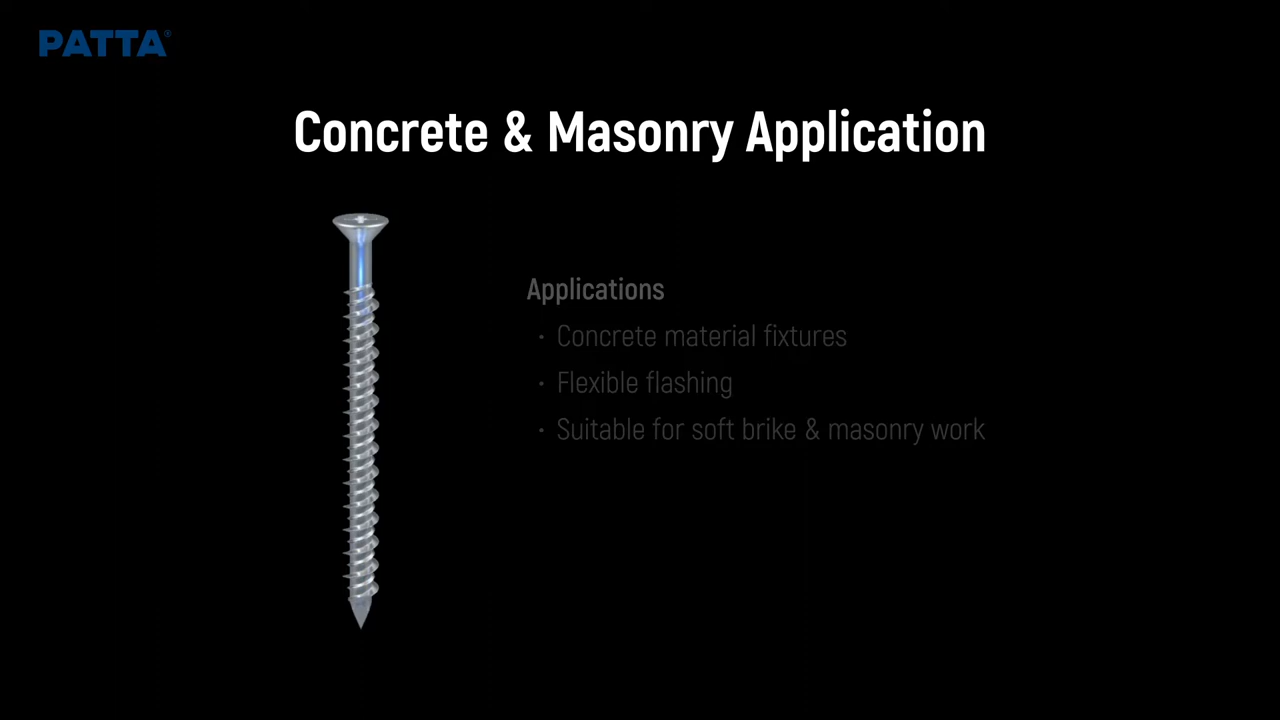 PATTA®
Concrete & Masonry Application
Applications
• Concrete material fixtures
• Flexible flashing
• Suitable for soft brike & masonry work